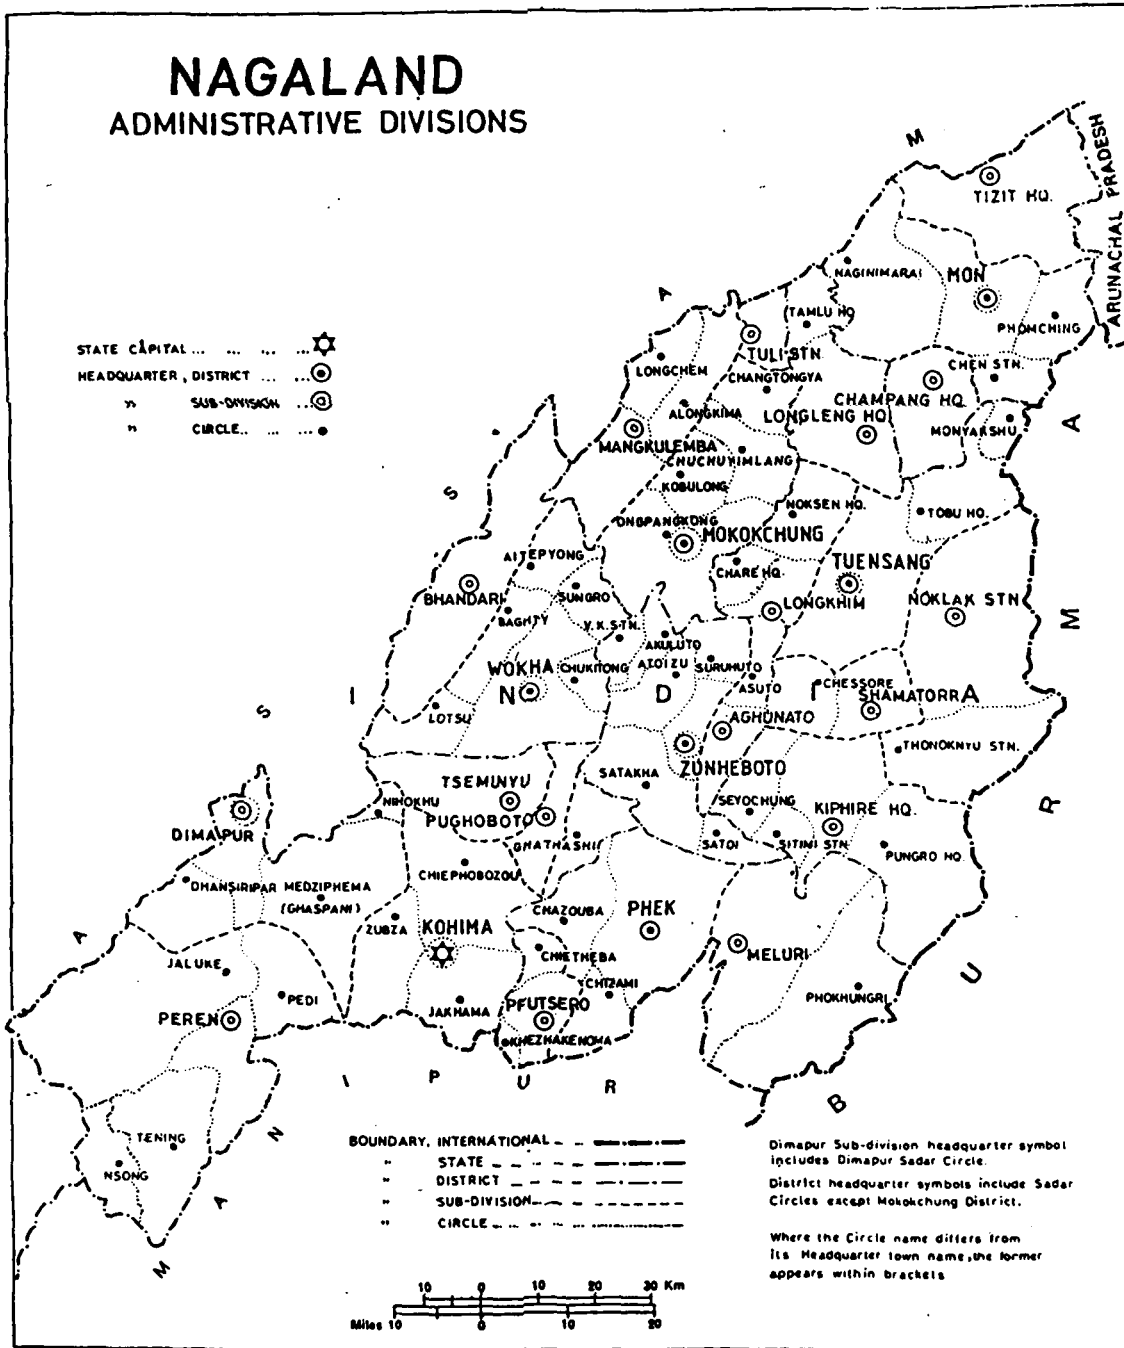 NAGALAND
ADMINISTRATIVE DIVISIONS
STATE CAPITAL ... ... ... ...
HEADQUARTER, DISTRICT ... ...
" SUB-DIVISION ...
" CIRCLE.. ... ...
ARUNACHAL PRADESH
A S S A M
B U R M A
M A N I P U R
I N D I A
TIZIT HQ.
NAGINIMARAI
MON
PHOMCHING
TAMLU HQ
TULI STN.
LONGCHEM
CHANGTONGYA
CHEN STN.
CHAMPANG HQ.
ALONGKIMA
LONGLENG HQ.
MONYAKSHU
MANGKULEMBA
CHUCHUYIMLANG
KOBULONG
NOKSEN HQ.
TOBU HQ.
ONGPANGKONG
MOKOKCHUNG
AITEPYONG
CHARE HQ.
TUENSANG
BHANDARI
SUNGRO
LONGKHIM
NOKLAK STN
BAGHTY
V.K.STN.
AKULUTO
WOKHA
CHUKITONG
ATOIZU
SURUHUTO
ASUTO
CHESSORE
SHAMATORR
LOTSU
AGHUNATO
THONOKNYU STN.
ZUNHEBOTO
TSEMINYU
SATAKHA
NIHOKHU
PUGHOBOTO
SEYOCHUNG
KIPHIRE HQ.
DIMAPUR
GHATHASHI
SATOI
SITIMI STN.
PUNGRO HQ.
CHIEPHOBOZOU
DHANSIRIPAR
MEDZIPHEMA
(GHASPANI)
ZUBZA
KOHIMA
CHAZOUBA
PHEK
CHIETHEBA
MELURI
JALUKE
PEDI
CHIZAMI
PHOKHUNGRI
PEREN
JAKHAMA
PFUTSERO
KHEZHAKENOMA
TENING
NSONG
BOUNDARY, INTERNATIONAL
" STATE
" DISTRICT
" SUB-DIVISION
" CIRCLE
Dimapur Sub-division headquarter symbol
includes Dimapur Sadar Circle.
District headquarter symbols include Sadar
Circles except Mokokchung District.
Where the Circle name differs from
its Headquarter town name, the former
appears within brackets
10 0 10 20 30 Km
Miles 10 0 10 20